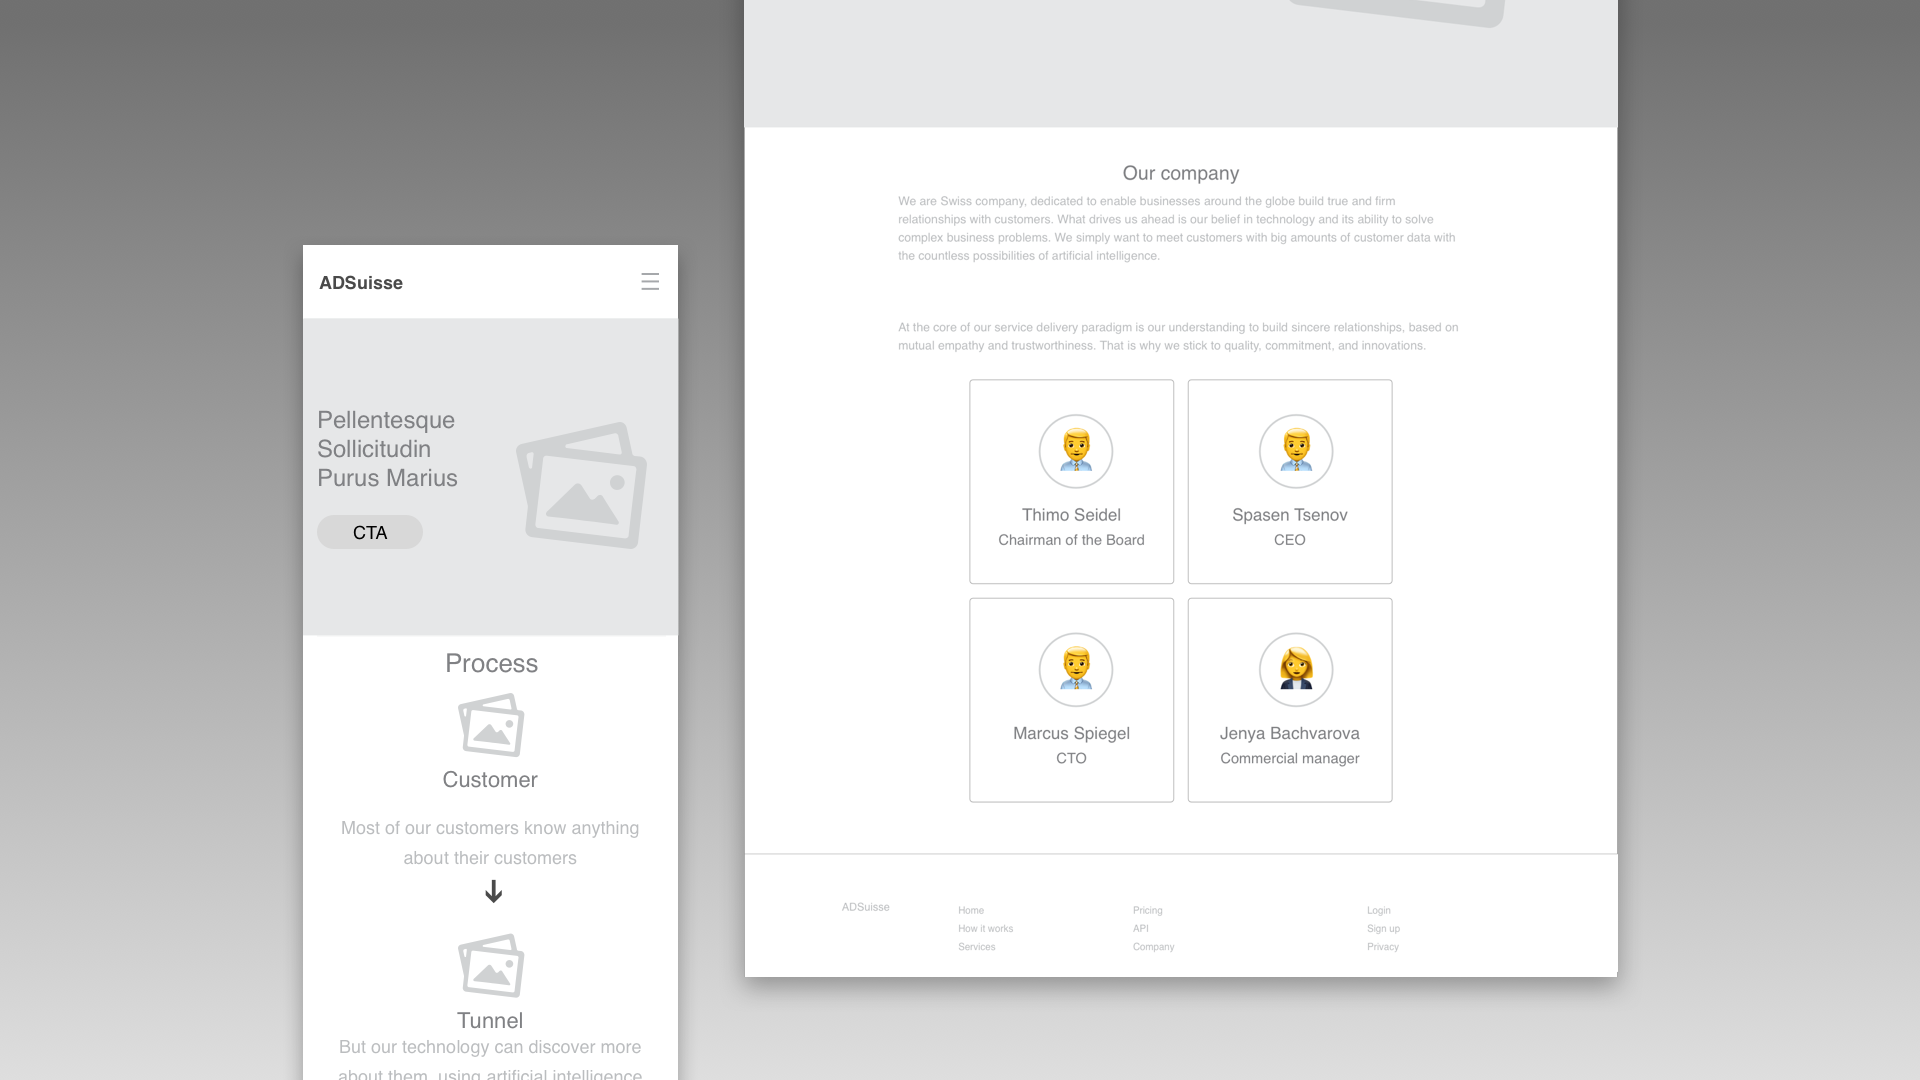 ADSuisse
Pellentesque
Sollicitudin
Purus Marius
CTA
Process
Customer
Most of our customers know anything
about their customers
Tunnel
But our technology can discover more
about them, using artificial intelligence
Our company
We are Swiss company, dedicated to enable businesses around the globe build true and firm
relationships with customers. What drives us ahead is our belief in technology and its ability to solve
complex business problems. We simply want to meet customers with big amounts of customer data with
the countless possibilities of artificial intelligence.
At the core of our service delivery paradigm is our understanding to build sincere relationships, based on
mutual empathy and trustworthiness. That is why we stick to quality, commitment, and innovations.
Thimo Seidel
Chairman of the Board
Spasen Tsenov
CEO
Marcus Spiegel
CTO
Jenya Bachvarova
Commercial manager
ADSuisse
Home
How it works
Services
Pricing
API
Company
Login
Sign up
Privacy